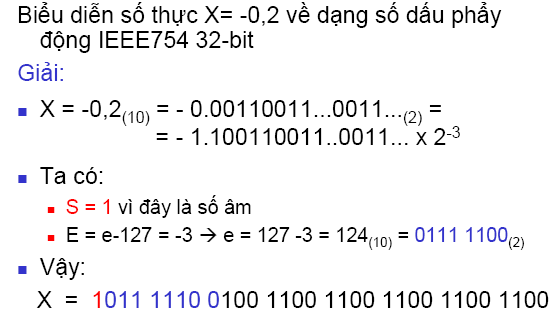 Biểu diễn số thực X= -0,2 về dạng số dấu phẩy
động IEEE754 32-bit
Giải:
X = -0,2(10) = - 0.00110011...0011...(2) =
= - 1.100110011..0011... x 2-3
Ta có:
S = 1 vì đây là số âm
E = e-127 = -3 → e = 127 -3 = 124(10) = 0111 1100(2)
Vậy:
X = 1011 1110 0100 1100 1100 1100 1100 1100